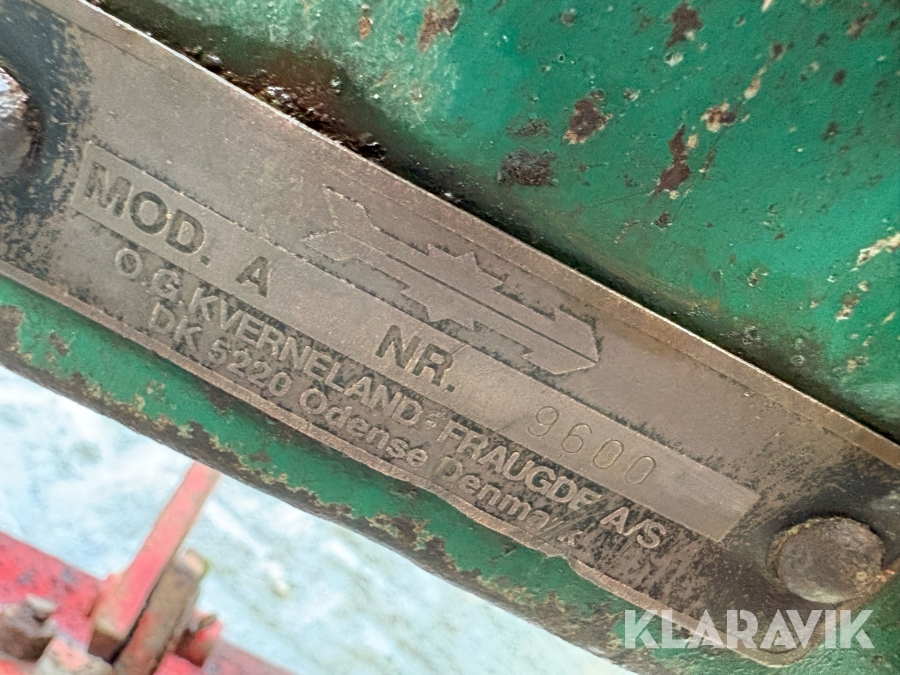 MOD. A NR. 9600
O.G. KVERNELAND-FRAUGDE A/S
DK 5220 Odense Denmark
KLARAVIK